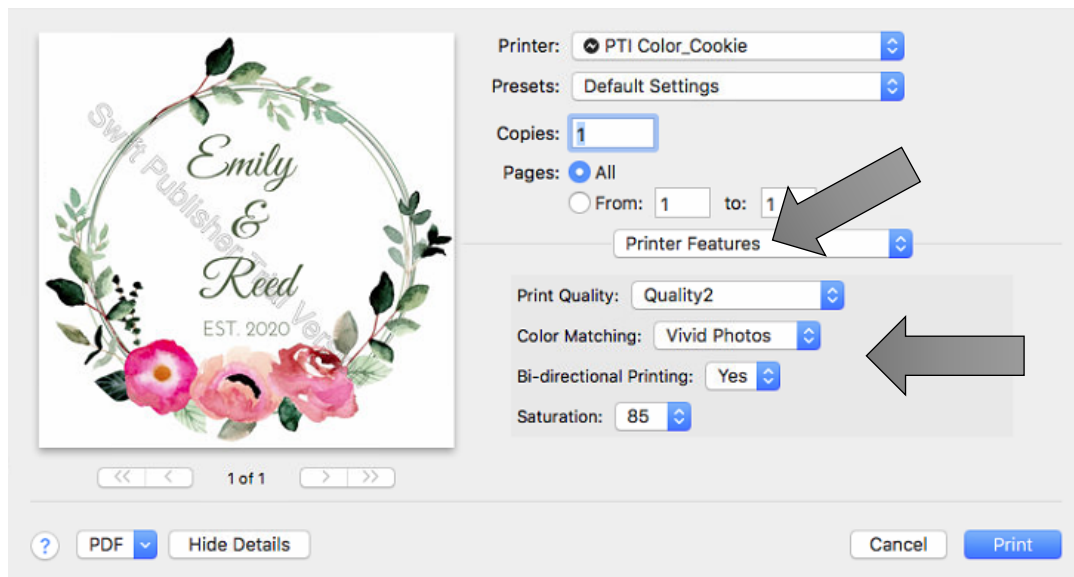 Emily
&
Reed
EST. 2020
Swift Publisher Trial Ver
1 of 1
Printer: PTI Color_Cookie
Presets: Default Settings
Copies: 1
Pages: All
From: 1 to: 1
Printer Features
Print Quality: Quality2
Color Matching: Vivid Photos
Bi-directional Printing: Yes
Saturation: 85
? PDF Hide Details Cancel Print